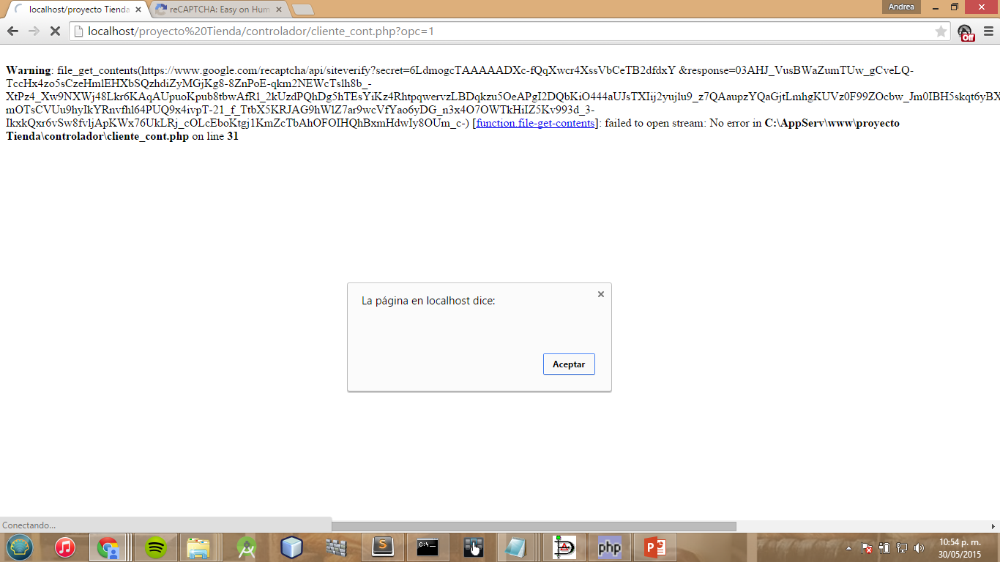 localhost/proyecto Tienda
reCAPTCHA: Easy on Hum
Andrea
localhost/proyecto%20Tienda/controlador/cliente_cont.php?opc=1
Off
Warning: file_get_contents(https://www.google.com/recaptcha/api/siteverify?secret=6LdmogcTAAAAADXc-fQqXwcr4XssVbCeTB2dfdxY &response=03AHJ_VusBWaZumTUw_gCveLQ-
TccHx4zo5sCzeHmlEHXbSQzhdiZyMGjKg8-8ZnPoE-qkm2NEWcTslh8b_-
XtPz4_Xw9NXWj48Lkr6KAqAUpuoKpub8tbwAfRl_2kUzdPQhDg5hTEsYiKz4RhtpqwervzLBDqkzu5OeAPgI2DQbKiO444aUJsTXIij2yujlu9_z7QAaupzYQaGjtLmhgKUVz0F99ZOcbw_Jm0IBH5skqt6yBX
mOTsCVUu9hyIkYRnvfhl64PUQ9x4ivpT-21_f_TtbX5KRJAG9hWlZ7ar9wcVfYao6yDG_n3x4O7OWTkHiIZ5Kv993d_3-
IkxkQxr6vSw8fvljApKWx76UkLRj_cOLcEboKtgj1KmZcTbAhOFOIHQhBxmHdwIy8OUm_c-) [function.file-get-contents]: failed to open stream: No error in C:\AppServ\www\proyecto
Tienda\controlador\cliente_cont.php on line 31
La página en localhost dice:
Aceptar
Conectando...
php
10:54 p. m.
30/05/2015